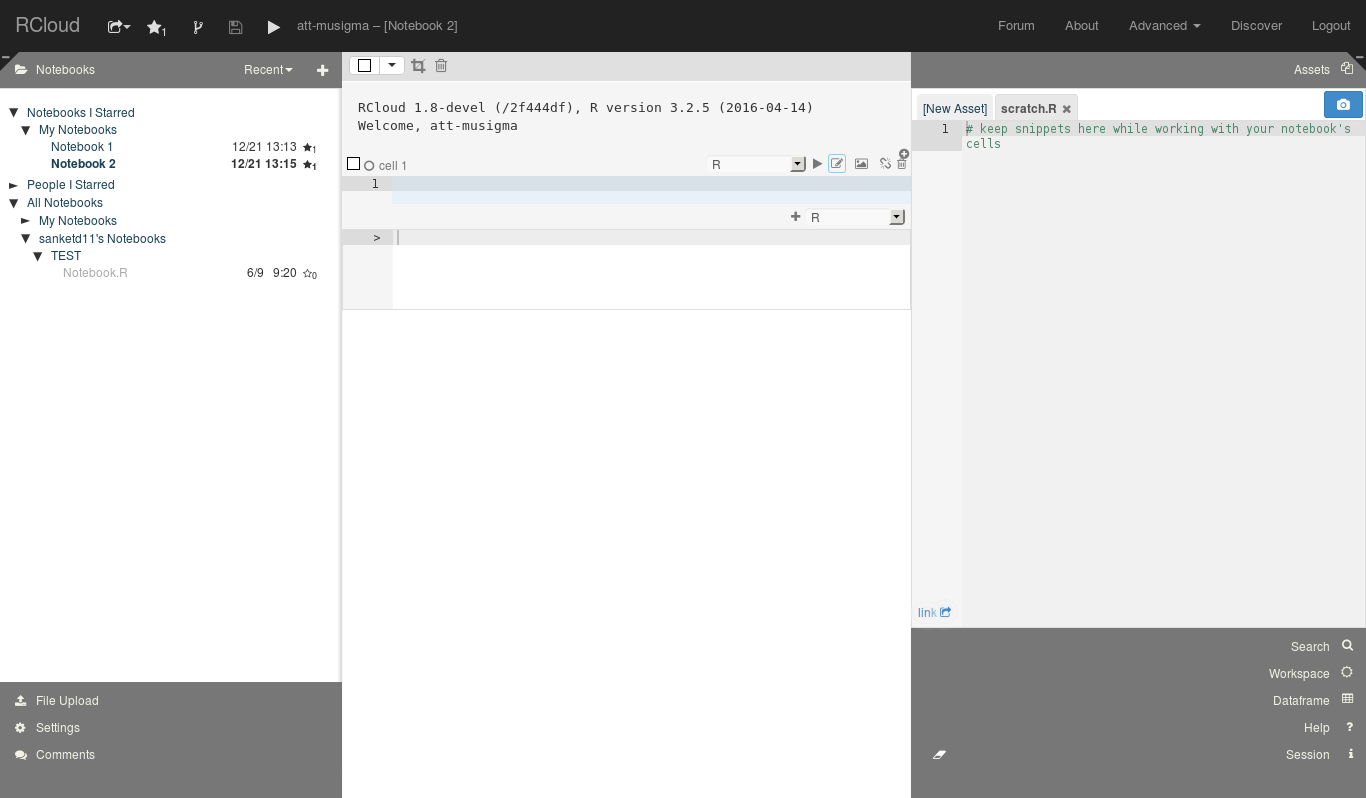 RCloud 1 att-musigma – [Notebook 2] Forum About Advanced Discover Logout
Notebooks Recent
Notebooks I Starred
My Notebooks
Notebook 1 12/21 13:13 1
Notebook 2 12/21 13:15 1
People I Starred
All Notebooks
My Notebooks
sanketd11's Notebooks
TEST
Notebook.R 6/9 9:20 0
File Upload
Settings
Comments
RCloud 1.8-devel (/2f444df), R version 3.2.5 (2016-04-14)
Welcome, att-musigma
cell 1 R
1
R
>
Assets
[New Asset] scratch.R
1 # keep snippets here while working with your notebook's
cells
link
Search
Workspace
Dataframe
Help ?
Session i